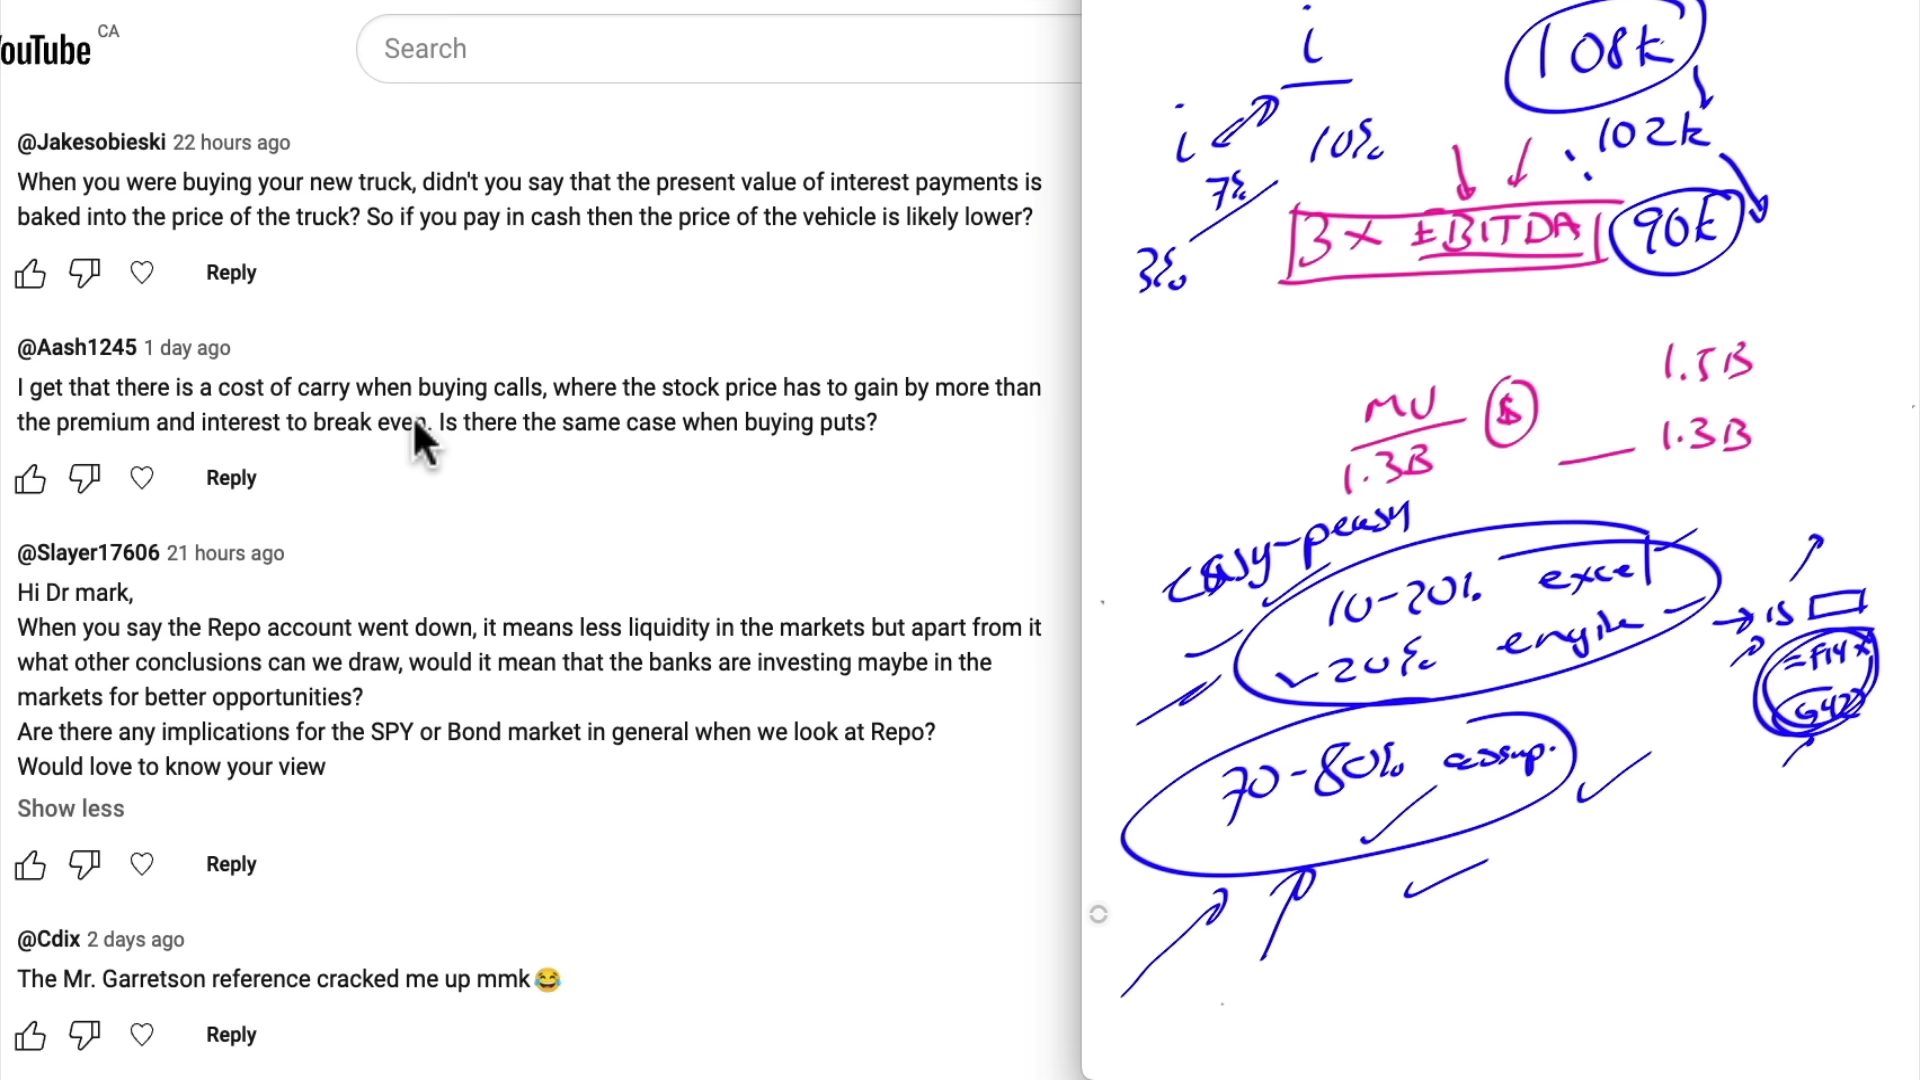 ouTube CA
Search
@Jakesobieski 22 hours ago
When you were buying your new truck, didn't you say that the present value of interest payments is
baked into the price of the truck? So if you pay in cash then the price of the vehicle is likely lower?
Reply
@Aash1245 1 day ago
I get that there is a cost of carry when buying calls, where the stock price has to gain by more than
the premium and interest to break even. Is there the same case when buying puts?
Reply
@Slayer17606 21 hours ago
Hi Dr mark,
When you say the Repo account went down, it means less liquidity in the markets but apart from it
what other conclusions can we draw, would it mean that the banks are investing maybe in the
markets for better opportunities?
Are there any implications for the SPY or Bond market in general when we look at Repo?
Would love to know your view
Show less
Reply
@Cdix 2 days ago
The Mr. Garretson reference cracked me up mmk😂
Reply
i
108k
i
10%
102k
7%
3 x EBITDA
90k
3%
1.5B
MV
$
1.3B
1.3B
easy-peasy
10-20% excel
20% engine
IS
=F14x
G42
70-80% assump.